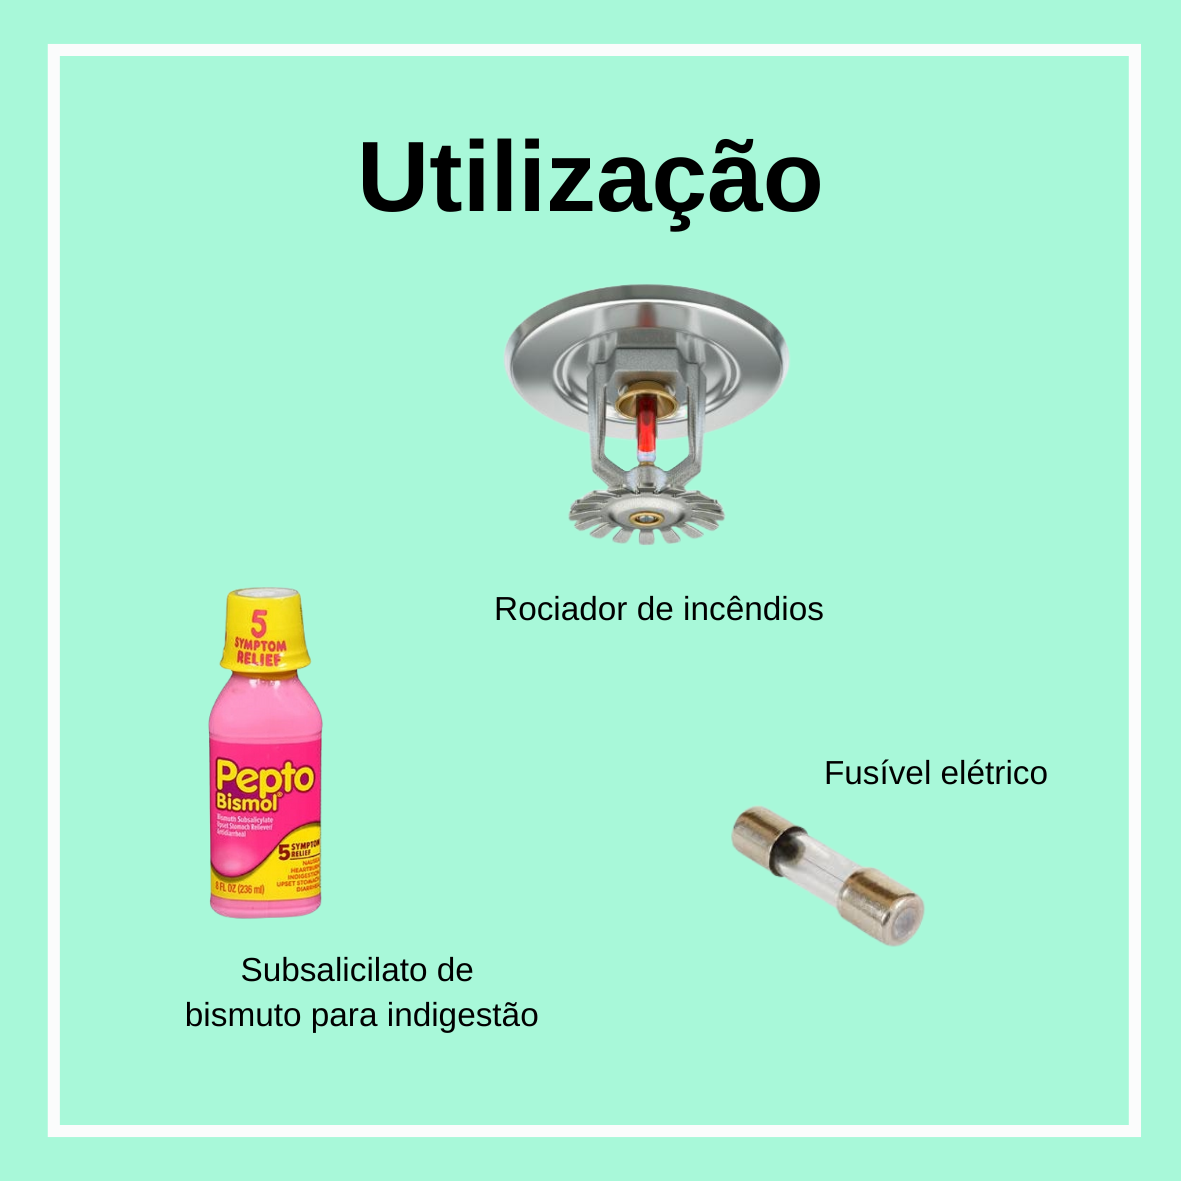 Utilização
Rociador de incêndios
5
SYMPTOM
RELIEF
Pepto
Bismol
Bismuth Subsalicylate
Upset Stomach Reliever/
Antidiarrheal
5 SYMPTOM
RELIEF
NAUSEA
HEARTBURN
INDIGESTION
UPSET STOMACH
DIARRHEA
8 FL OZ (236 ml)
Fusível elétrico
Subsalicilato de
bismuto para indigestão